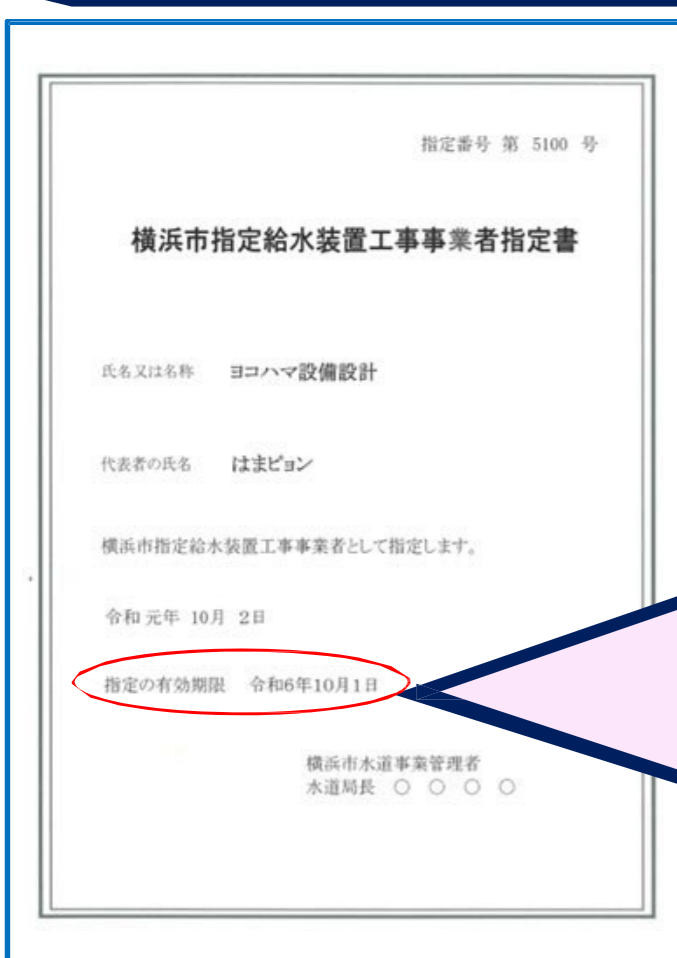 指定番号 第 5100 号
横浜市指定給水装置工事事業者指定書
氏名又は名称 ヨコハマ設備設計
代表者の氏名 はまピョン
横浜市指定給水装置工事事業者として指定します。
令和元年 10月 2日
指定の有効期限 令和6年10月1日
横浜市水道事業管理者
水道局長 ○ ○ ○ ○